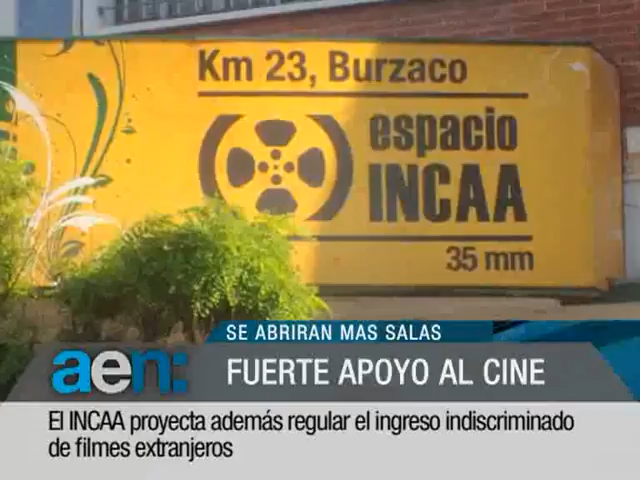 Km 23, Burzaco
espacio
INCAA
35 mm
SE ABRIRAN MAS SALAS
aen:
FUERTE APOYO AL CINE
El INCAA proyecta además regular el ingreso indiscriminado
de filmes extranjeros